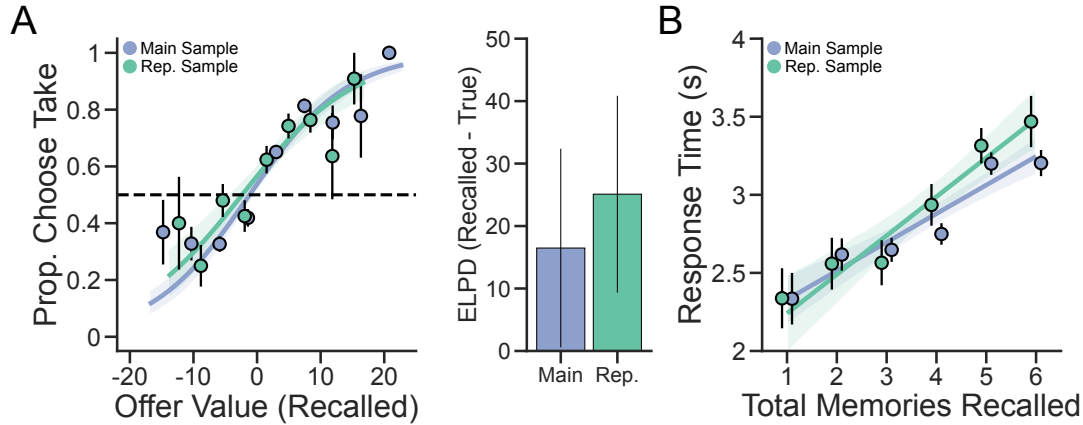 A
Main Sample
Rep. Sample
1
0.8
0.6
0.4
0.2
0
Prop. Choose Take
-20
-10
0
10
20
Offer Value (Recalled)
50
40
30
20
10
0
ELPD (Recalled - True)
Main
Rep.
B
Main Sample
Rep. Sample
4
3.5
3
2.5
2
Response Time (s)
1
2
3
4
5
6
Total Memories Recalled